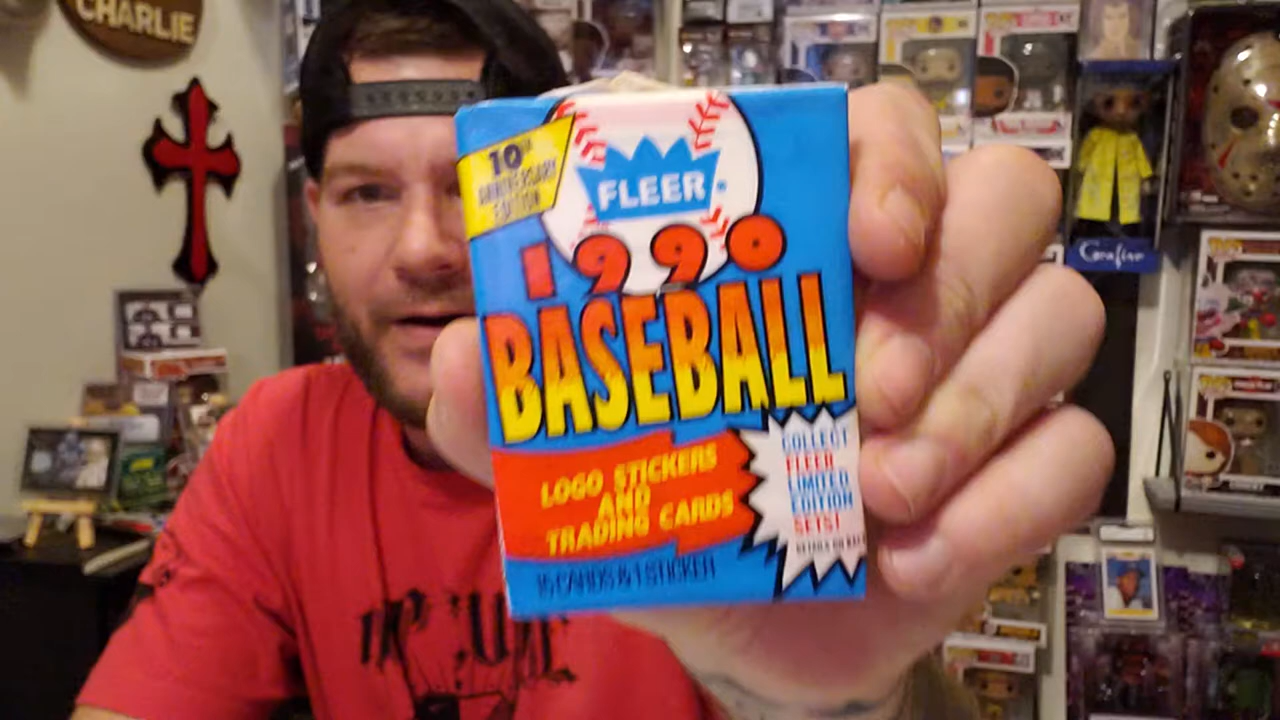 CHARLIE
10TH
ANNIVERSARY
EDITION
FLEER
1990
BASEBALL
LOGO STICKERS
AND
TRADING CARDS
COLLECT
FLEER
LIMITED
EDITION
SETS!
15 CARDS & 1 STICKER